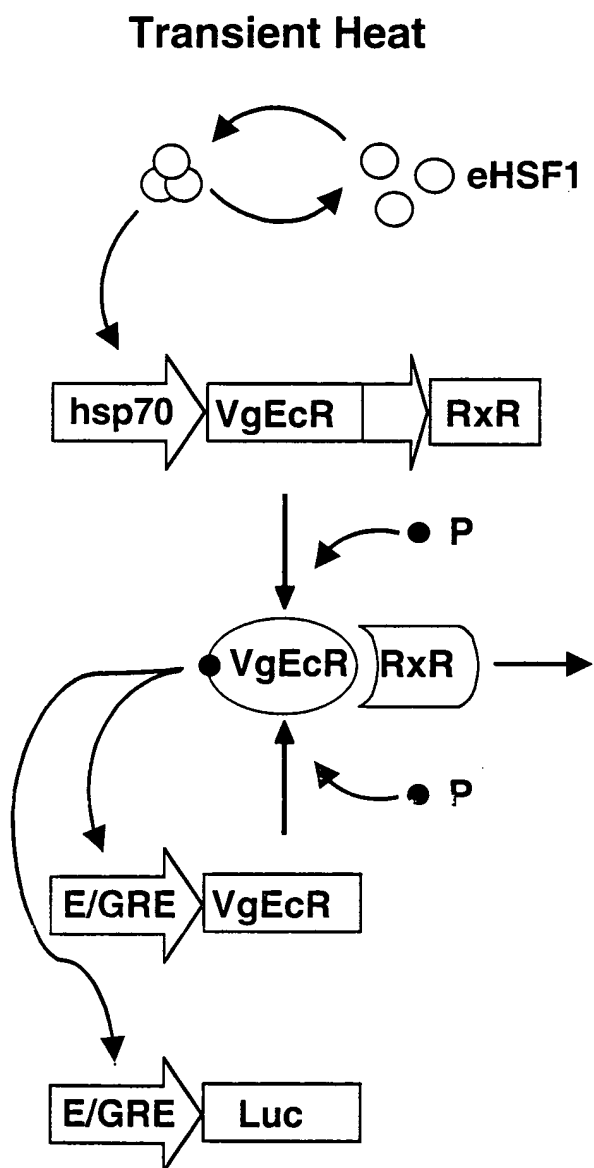 Transient Heat
eHSF1
hsp70 VgEcR RxR
P
VgEcR RxR
P
E/GRE VgEcR
E/GRE Luc